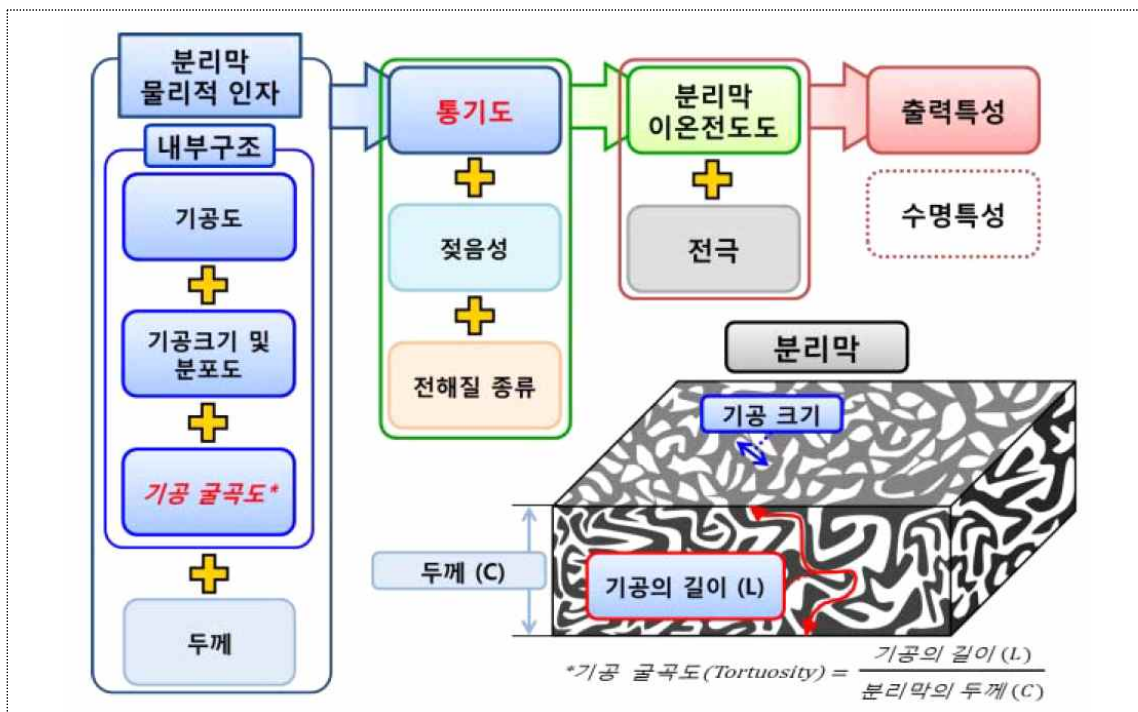 분리막
물리적 인자
내부구조
기공도
기공크기 및
분포도
기공 굴곡도*
두께
통기도
젖음성
전해질 종류
분리막
이온전도도
전극
출력특성
수명특성
분리막
기공 크기
두께 (C)
기공의 길이 (L)
*기공 굴곡도(Tortuosity) = 기공의 길이(L)
분리막의 두께(C)